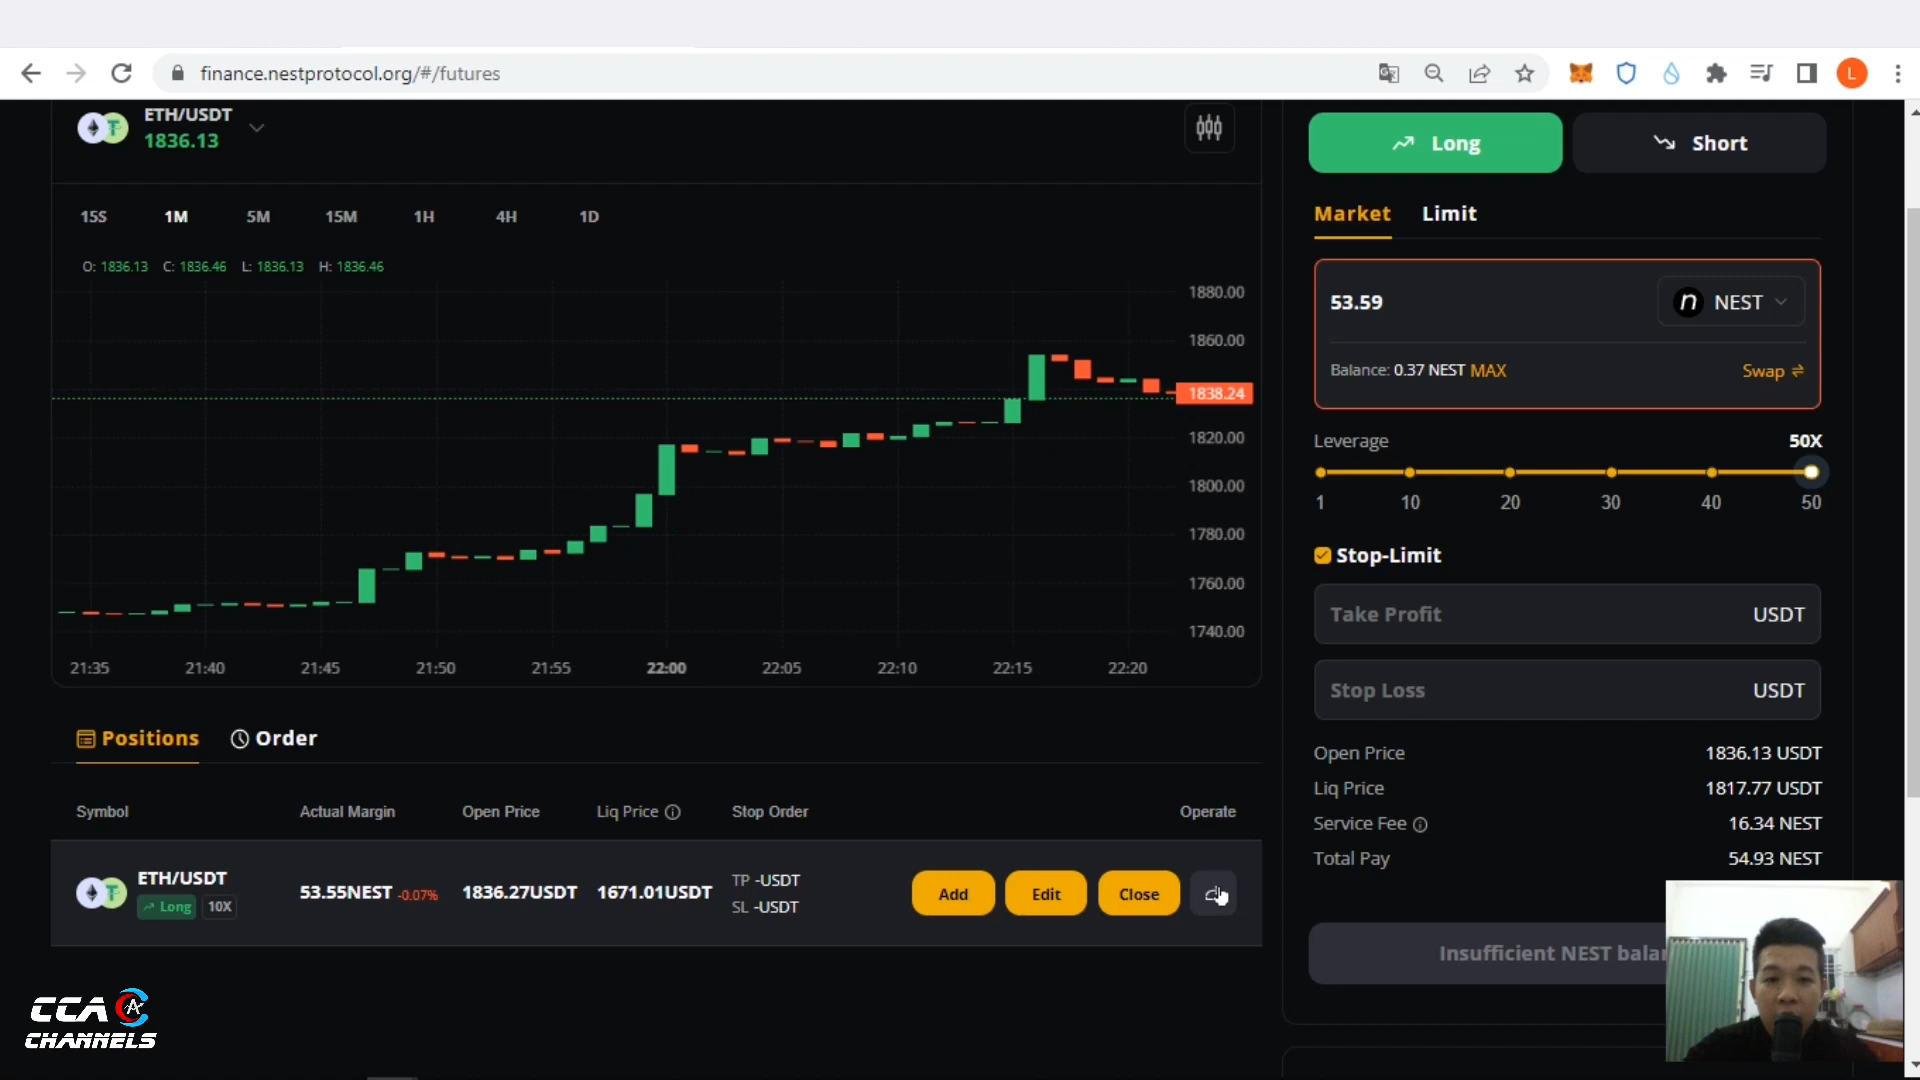 finance.nestprotocol.org/#/futures
L
ETH/USDT
1836.13
15S 1M 5M 15M 1H 4H 1D
O: 1836.13 C: 1836.46 L: 1836.13 H: 1836.46
1880.00
1860.00
1838.24
1820.00
1800.00
1780.00
1760.00
1740.00
21:35 21:40 21:45 21:50 21:55 22:00 22:05 22:10 22:15 22:20
Positions Order
Symbol Actual Margin Open Price Liq Price Stop Order Operate
ETH/USDT
Long 10X
53.55NEST -0.07% 1836.27USDT 1671.01USDT
TP -USDT
SL -USDT
Add Edit Close
Long Short
Market Limit
53.59 n NEST
Balance: 0.37 NEST MAX Swap
Leverage 50X
1 10 20 30 40 50
Stop-Limit
Take Profit USDT
Stop Loss USDT
Open Price 1836.13 USDT
Liq Price 1817.77 USDT
Service Fee 16.34 NEST
Total Pay 54.93 NEST
Insufficient NEST
CCA
CHANNELS